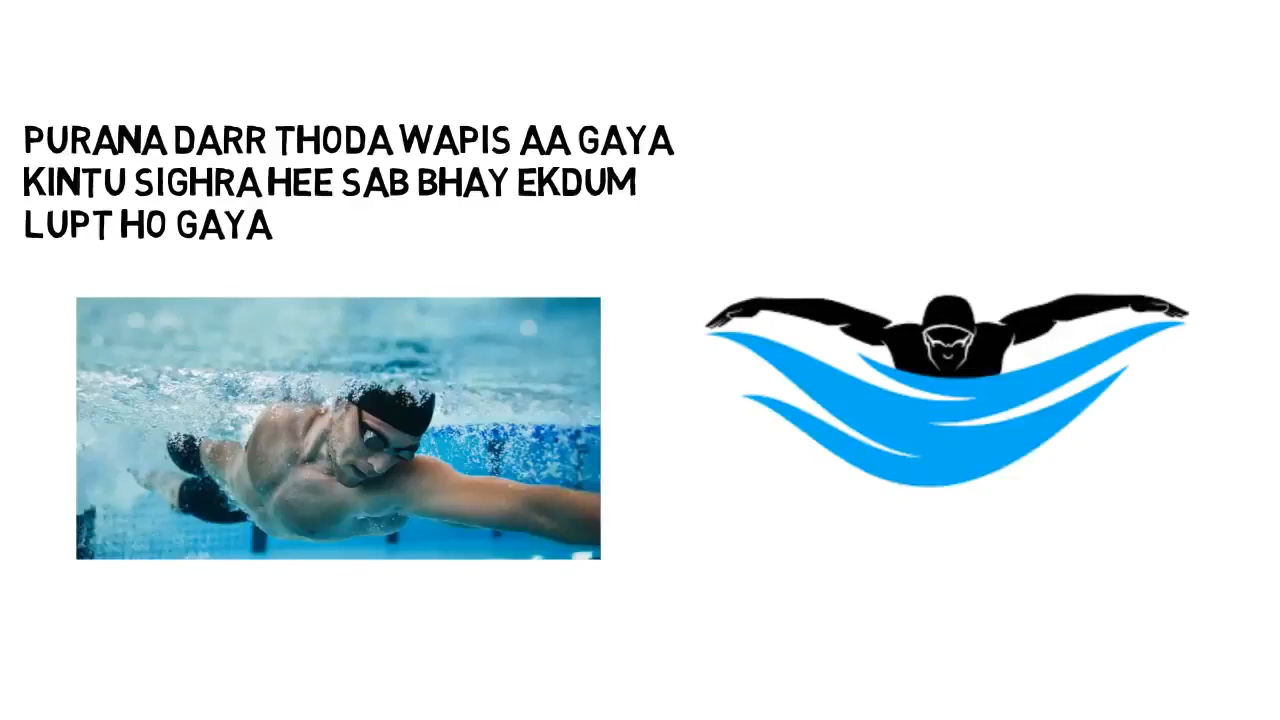 PURANA DARR THODA WAPIS AA GAYA
KINTU SIGHRA HEE SAB BHAY EKDUM
LUPT HO GAYA